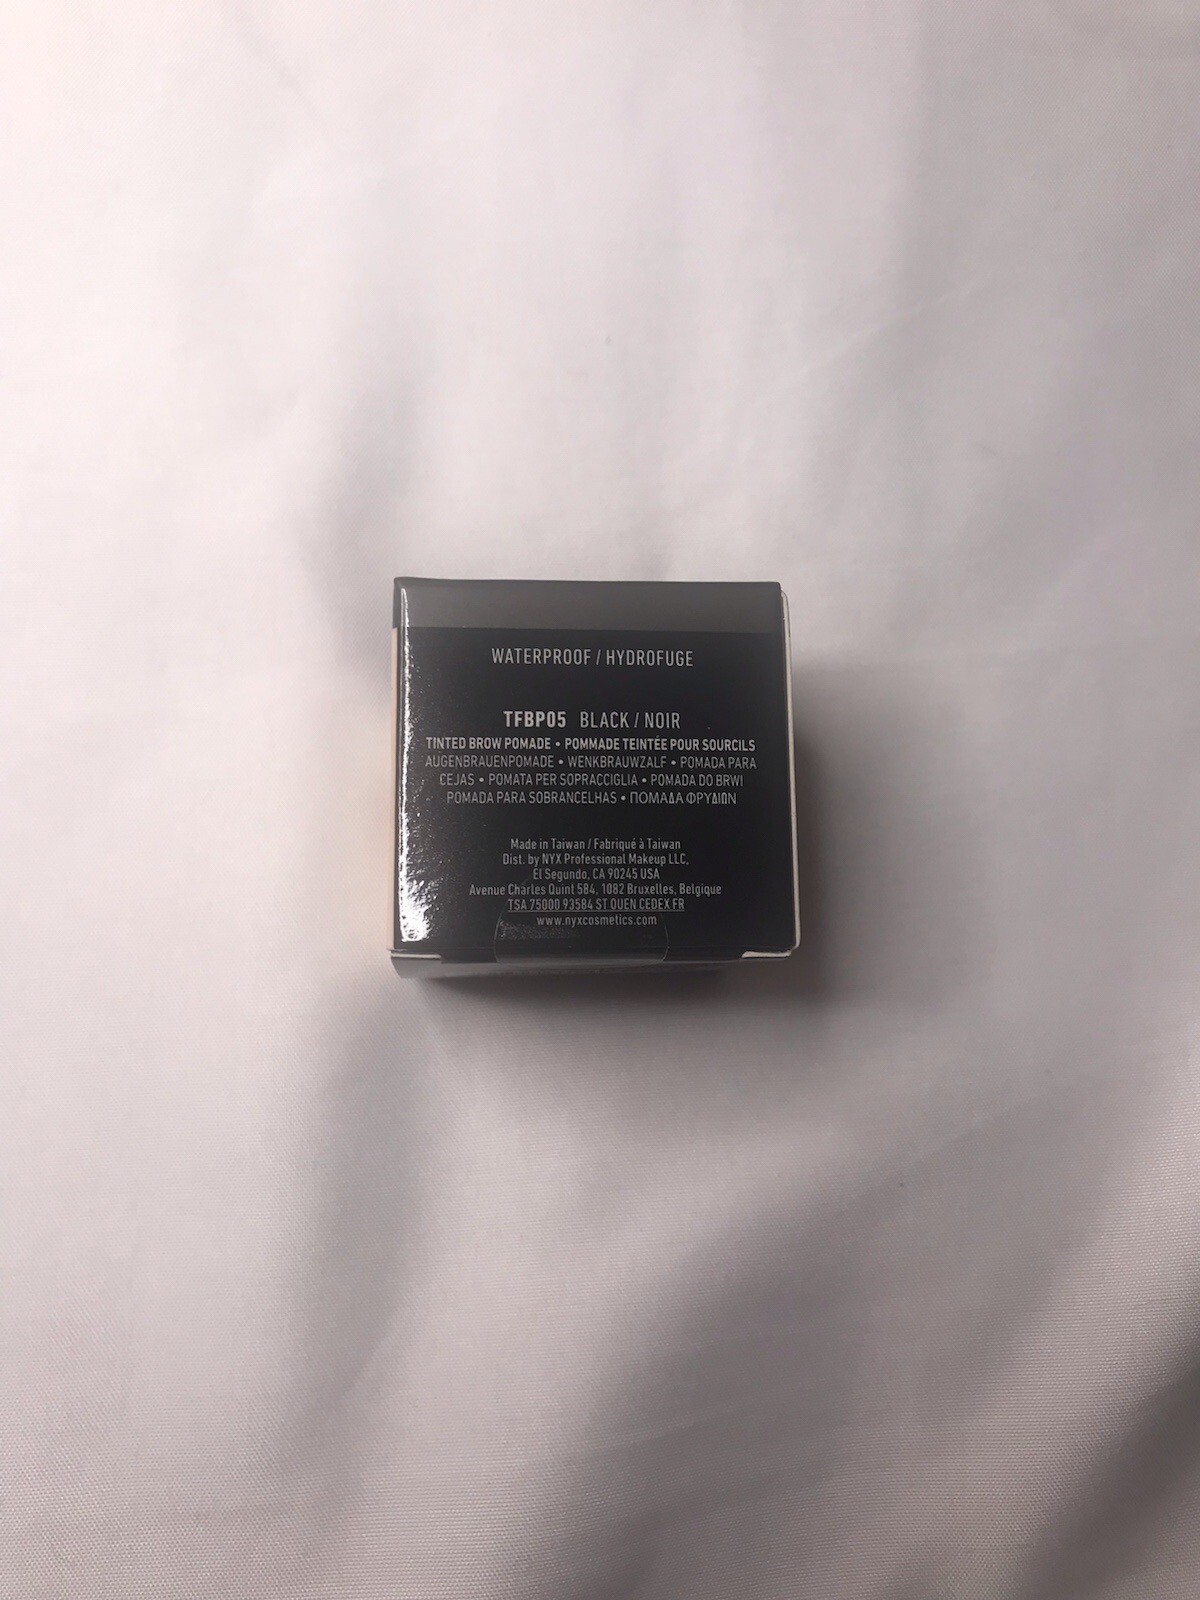 WATERPROOF / HYDROFUGE
TFBP05 BLACK / NOIR
TINTED BROW POMADE • POMMADE TEINTÉE POUR SOURCILS
AUGENBRAUENPOMADE • WENKBRAUWZALF • POMADA PARA
CEJAS • POMATA PER SOPRACCIGLIA • POMADA DO BRWI
POMADA PARA SOBRANCELHAS • ΠΟΜΑΔΑ ΦΡΥΔΙΩΝ
Made in Taiwan / Fabriqué à Taiwan
Dist. by NYX Professional Makeup LLC,
El Segundo, CA 90245 USA
Avenue Charles Quint 584, 1082 Bruxelles, Belgique
TSA 75000 93584 ST OUEN CEDEX FR
www.nyxcosmetics.com